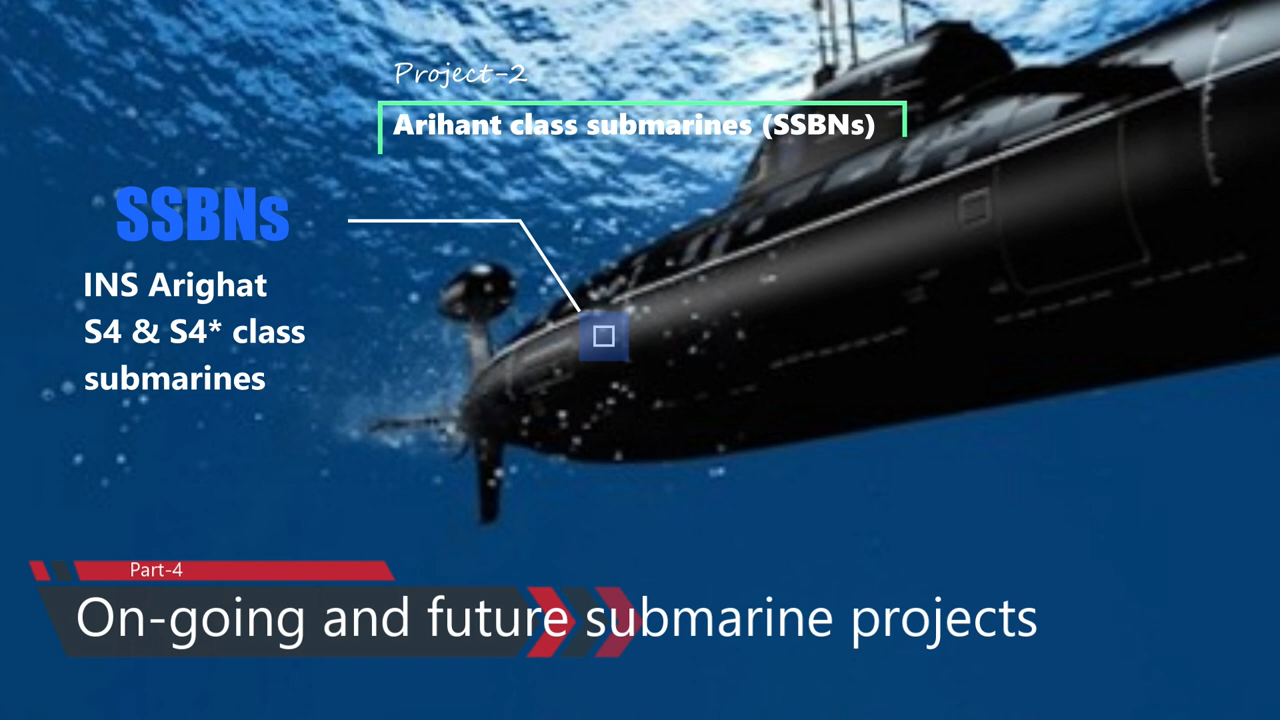 Project-2
Arihant class submarines (SSBNs)
SSBNs
INS Arighat
S4 & S4* class
submarines
Part-4
On-going and future submarine projects